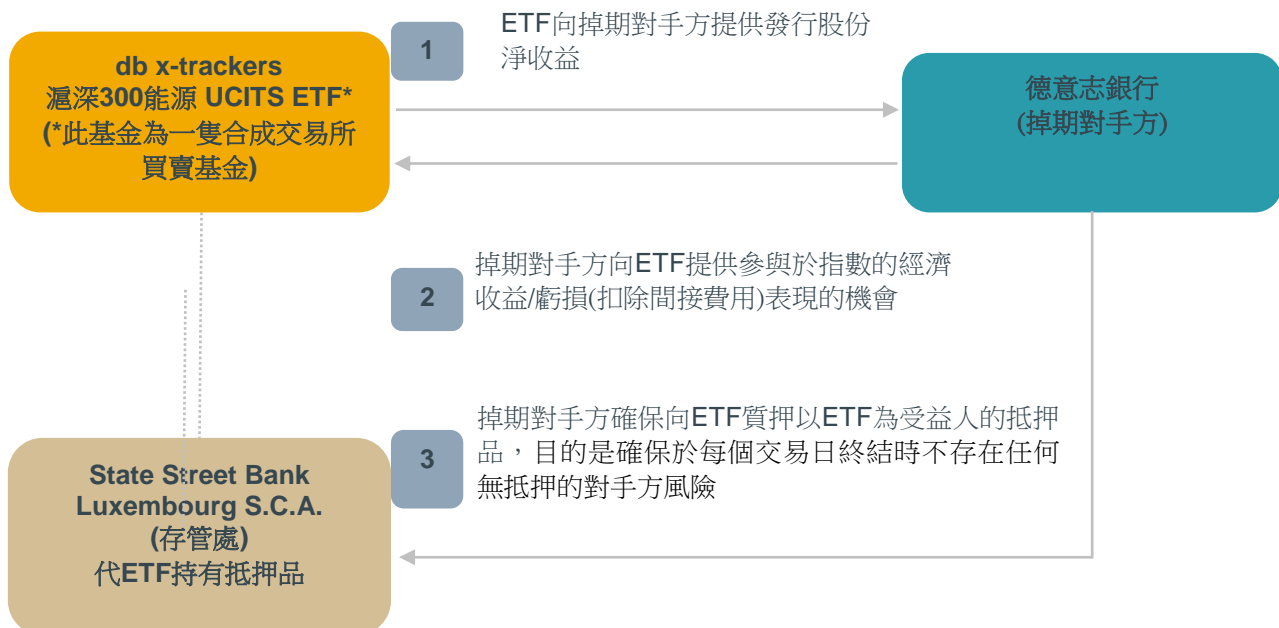 db x-trackers
滬深300能源 UCITS ETF*
(*此基金為一隻合成交易所
買賣基金)
1
ETF向掉期對手方提供發行股份
淨收益
德意志銀行
(掉期對手方)
2
掉期對手方向ETF提供參與於指數的經濟
收益/虧損(扣除間接費用)表現的機會
3
掉期對手方確保向ETF質押以ETF為受益人的抵押
品，目的是確保於每個交易日終結時不存在任何
無抵押的對手方風險
State Street Bank
Luxembourg S.C.A.
(存管處)
代ETF持有抵押品